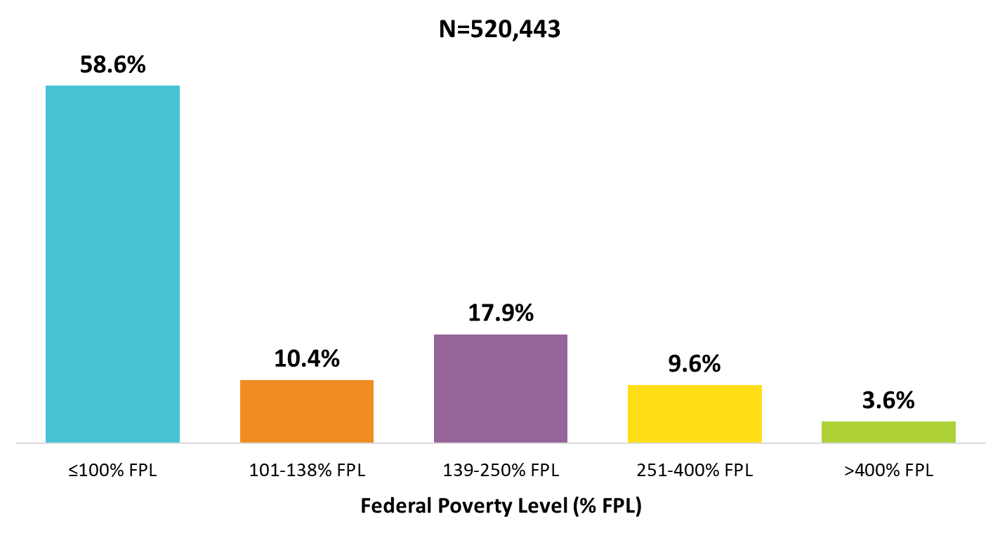 N=520,443
58.6%
10.4%
17.9%
9.6%
3.6%
≤100% FPL
101-138% FPL
139-250% FPL
251-400% FPL
>400% FPL
Federal Poverty Level (% FPL)